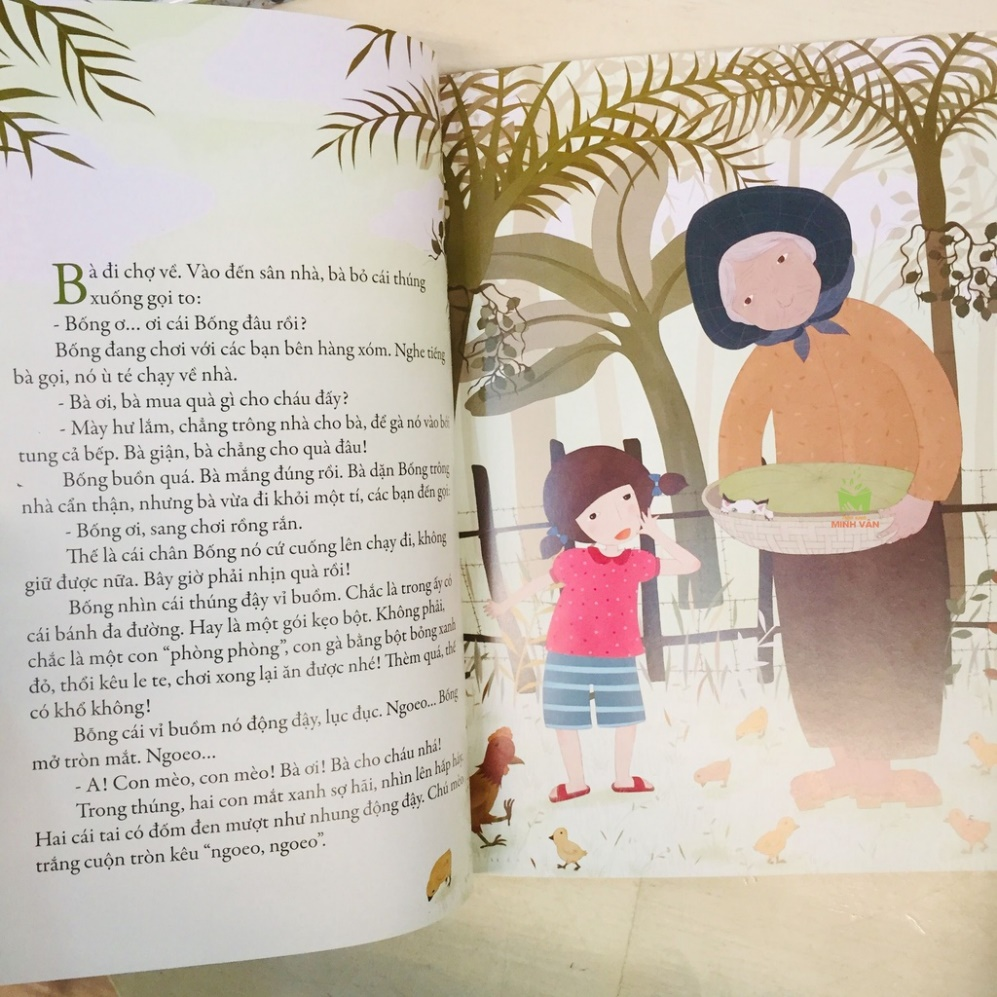 Bà đi chợ về. Vào đến sân nhà, bà bỏ cái thúng
xuống gọi to:
- Bống ơ... ơi cái Bống đâu rồi?
Bống đang chơi với các bạn bên hàng xóm. Nghe tiếng
bà gọi, nó ù té chạy về nhà.
- Bà ơi, bà mua quà gì cho cháu đấy?
- Mày hư lắm, chẳng trông nhà cho bà, để gà nó vào bới
tung cả bếp. Bà giận, bà chẳng cho quà đâu!
Bống buồn quá. Bà mắng đúng rồi. Bà dặn Bống trông
nhà cẩn thận, nhưng bà vừa đi khỏi một tí, các bạn đến gọi:
- Bống ơi, sang chơi rồng rắn.
Thế là cái chân Bống nó cứ cuống lên chạy đi, không
giữ được nữa. Bây giờ phải nhịn quà rồi!
Bống nhìn cái thúng đậy vỉ buồm. Chắc là trong ấy có
cái bánh đa đường. Hay là một gói kẹo bột. Không phải,
chắc là một con “phòng phòng”, con gà bằng bột bỏng xanh
đỏ, thổi kêu le te, chơi xong lại ăn được nhé! Thèm quá, thế
có khổ không!
Bỗng cái vỉ buồm nó động đậy, lục đục. Ngoeo... Bống
mở tròn mắt. Ngoeo...
- A! Con mèo, con mèo! Bà ơi! Bà cho cháu nhá!
Trong thúng, hai con mắt xanh sợ hãi, nhìn lên hấp háy.
Hai cái tai có đốm đen mượt như nhung động đậy. Chú mèo
trắng cuộn tròn kêu “ngoeo, ngoeo”.
MINH VÂN